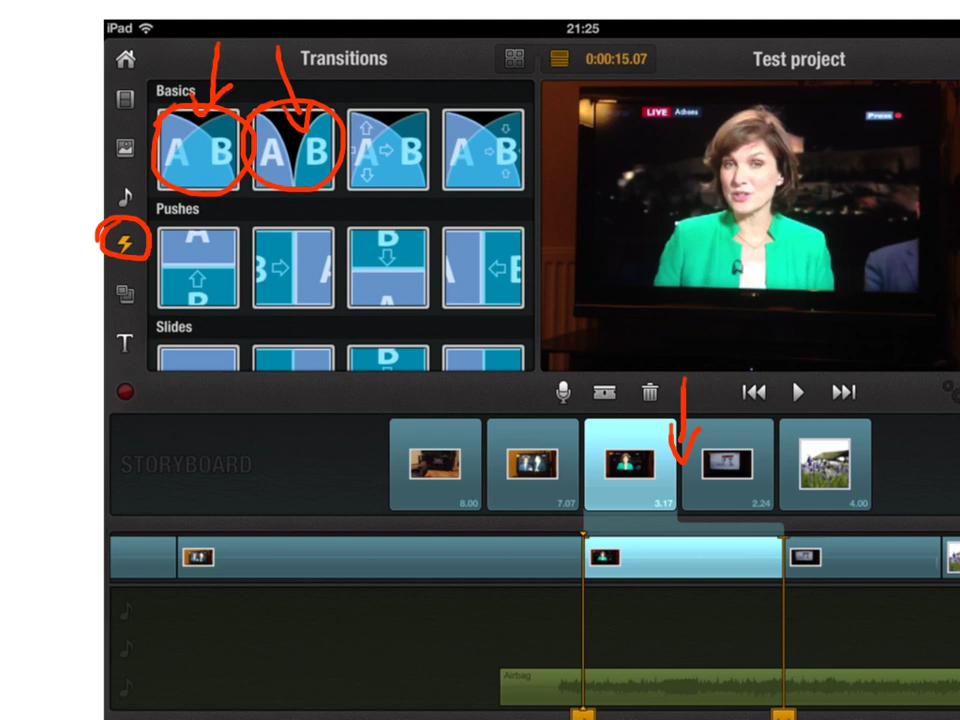 iPad 21:25
Transitions 0:00:15.07 Test project
Basics
A B A B A B A B
Pushes
A B B A B A A B
Slides
B
LIVE Athens
T
STORYBOARD
8.00 7.07 3.17 2.24 4.00
Airbag